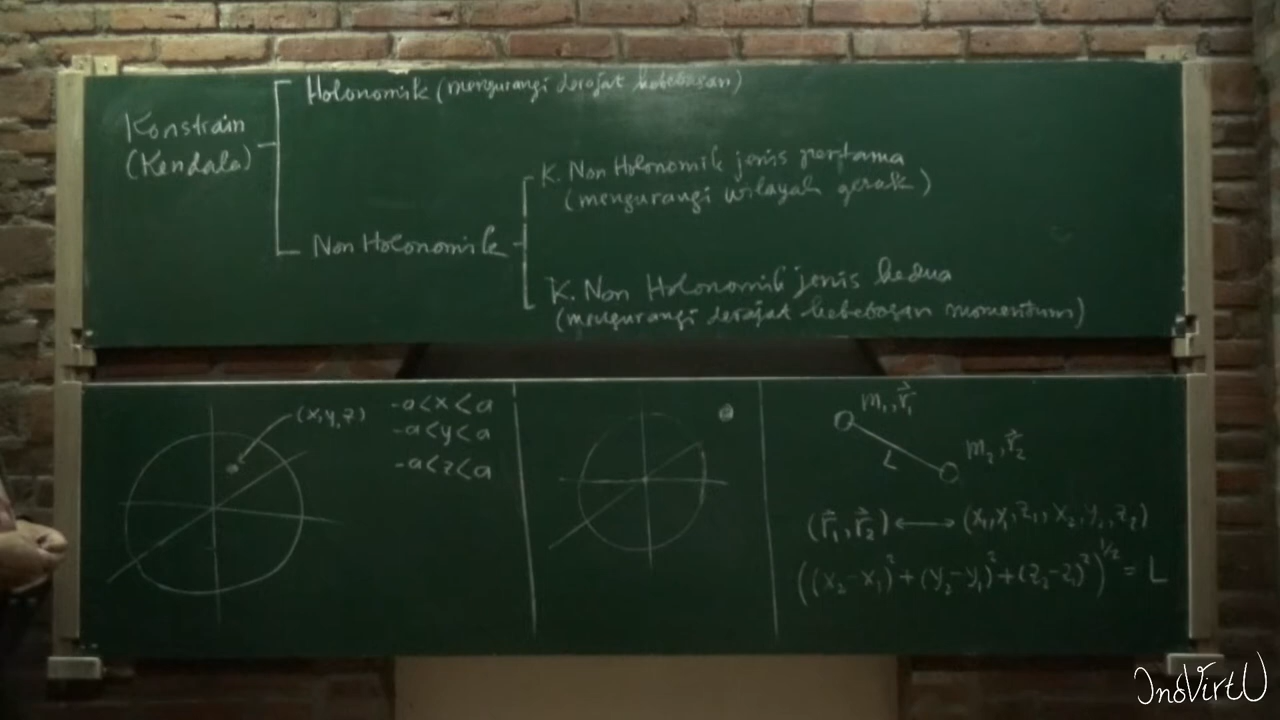 Holonomik (mengurangi derajat kebebasan)
Konstrain
(Kendala)
K. Non Holonomik jenis pertama
(mengurangi wilayah gerak)
Non Holonomik
K. Non Holonomik jenis kedua
(mengurangi derajat kebebasan momentum)
(x,y,z)
-a<x<a
-a<y<a
-a<z<a
m₁, r⃗₁
L
m₂, r⃗₂
(r⃗₁, r⃗₂) ⟷ (x₁, y₁, z₁, x₂, y₂, z₂)
((x₂-x₁)² + (y₂-y₁)² + (z₂-z₁)²)^1/2 = L
InoVirtU